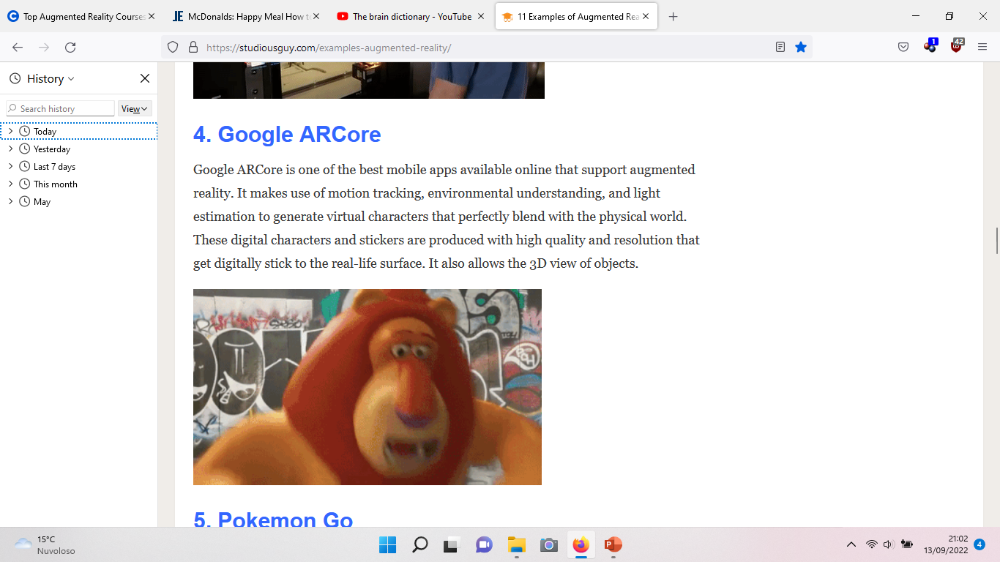 Top Augmented Reality Courses
McDonalds: Happy Meal How to
The brain dictionary - YouTube
11 Examples of Augmented Rea
https://studiousguy.com/examples-augmented-reality/
1
42
History
Search history
View
Today
Yesterday
Last 7 days
This month
May
4. Google ARCore
Google ARCore is one of the best mobile apps available online that support augmented
reality. It makes use of motion tracking, environmental understanding, and light
estimation to generate virtual characters that perfectly blend with the physical world.
These digital characters and stickers are produced with high quality and resolution that
get digitally stick to the real-life surface. It also allows the 3D view of objects.
5. Pokemon Go
15°C
Nuvoloso
21:02
13/09/2022
4